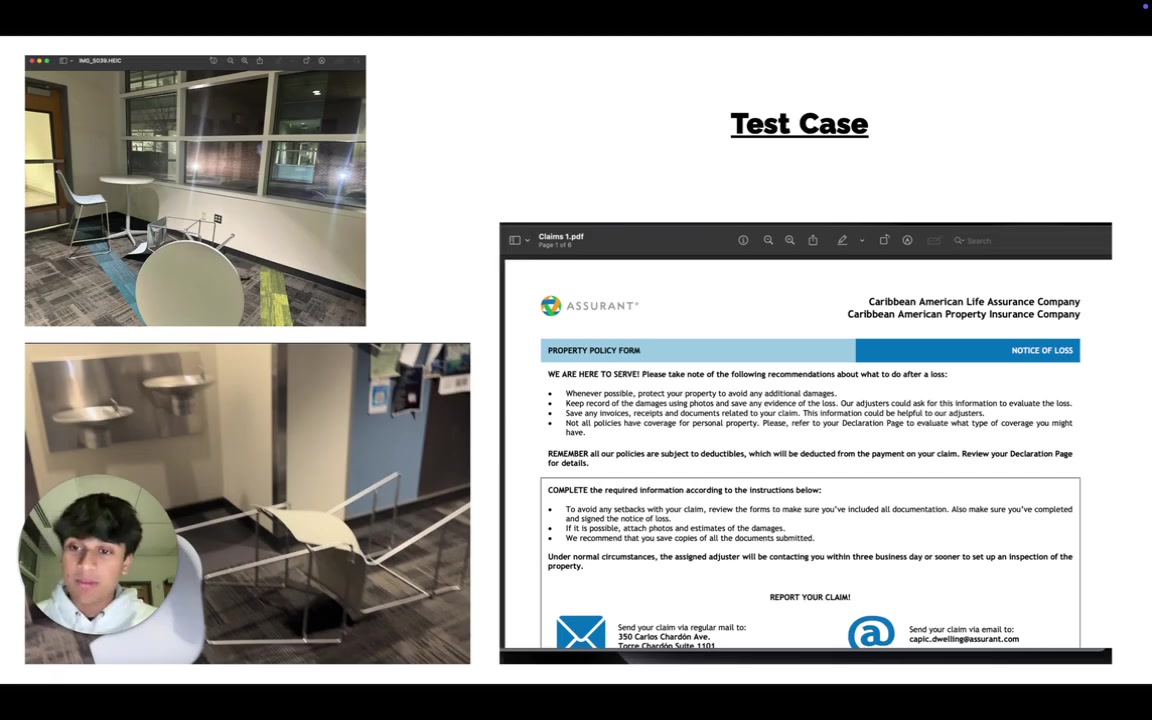 IMG_5039.HEIC
Test Case
Claims 1.pdf
Page 1 of 6
Search
ASSURANT®
Caribbean American Life Assurance Company
Caribbean American Property Insurance Company
PROPERTY POLICY FORM
NOTICE OF LOSS
WE ARE HERE TO SERVE! Please take note of the following recommendations about what to do after a loss:
• Whenever possible, protect your property to avoid any additional damages.
• Keep record of the damages using photos and save any evidence of the loss. Our adjusters could ask for this information to evaluate the loss.
• Save any invoices, receipts and documents related to your claim. This information could be helpful to our adjusters.
• Not all policies have coverage for personal property. Please, refer to your Declaration Page to evaluate what type of coverage you might
have.
REMEMBER all our policies are subject to deductibles, which will be deducted from the payment on your claim. Review your Declaration Page
for details.
COMPLETE the required information according to the instructions below:
• To avoid any setbacks with your claim, review the forms to make sure you've included all documentation. Also make sure you've completed
and signed the notice of loss.
• If it is possible, attach photos and estimates of the damages.
• We recommend that you save copies of all the documents submitted.
Under normal circumstances, the assigned adjuster will be contacting you within three business day or sooner to set up an inspection of the
property.
REPORT YOUR CLAIM!
Send your claim via regular mail to:
350 Carlos Chardón Ave.
Torre Chardón Suite 1101
@
Send your claim via email to:
capic.dwelling@assurant.com